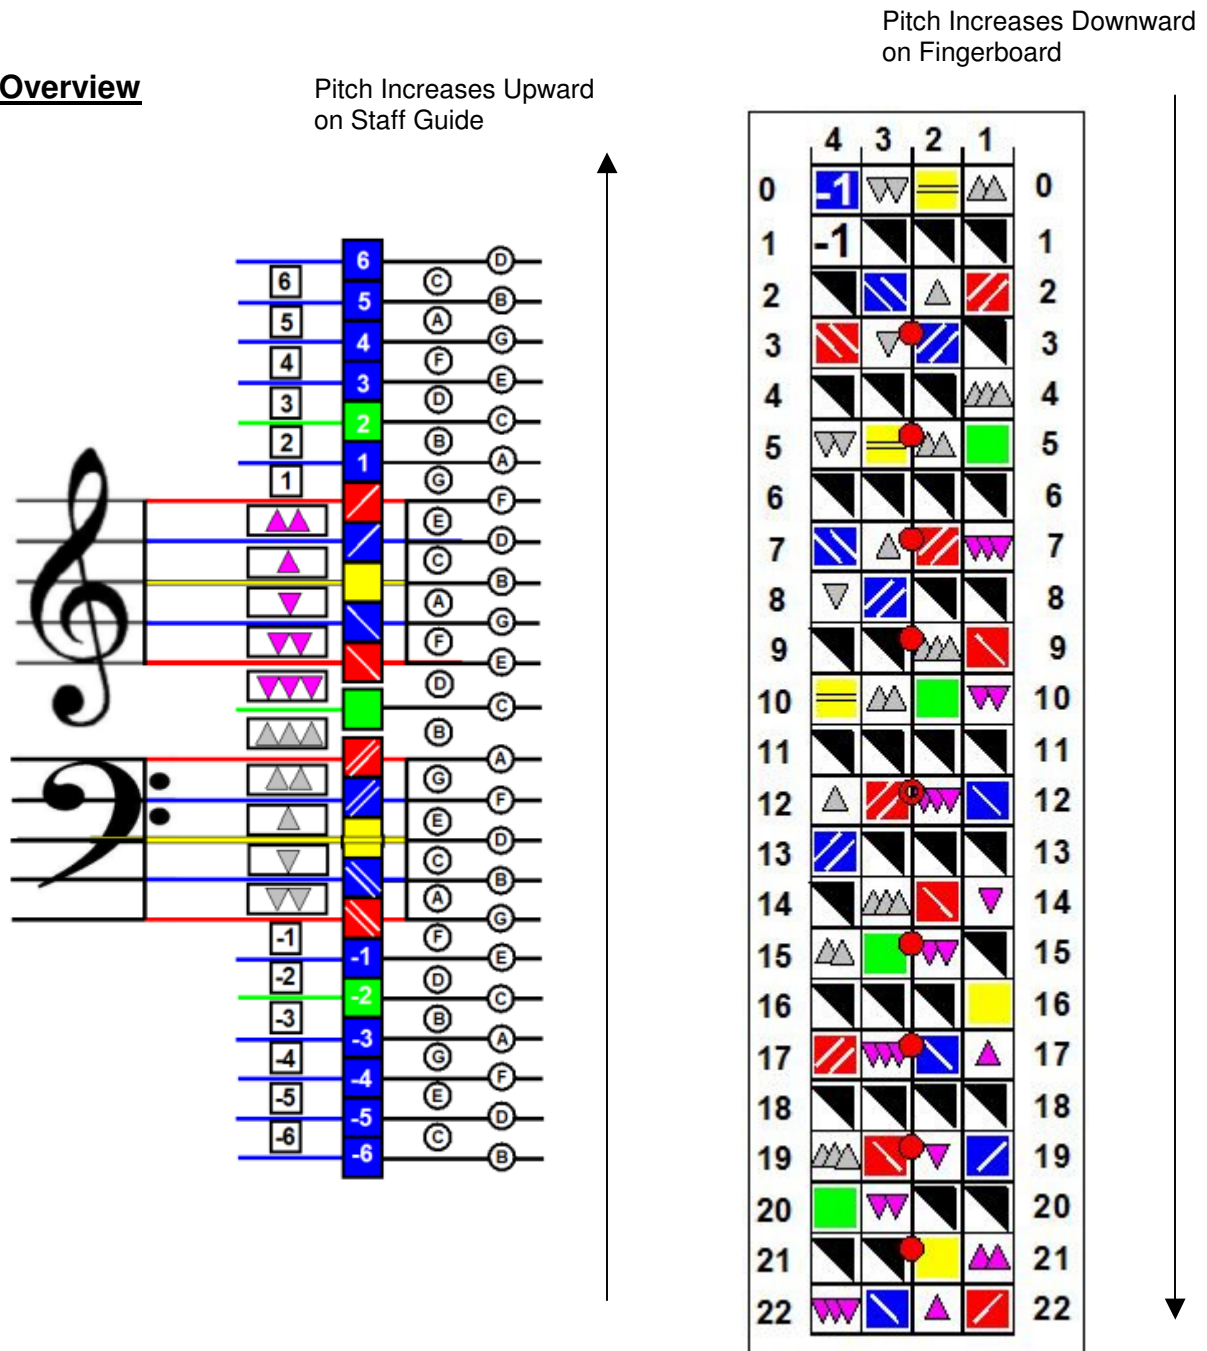 Pitch Increases Downward
on Fingerboard
Overview
Pitch Increases Upward
on Staff Guide
6 D
6 C
5 B
5 A
4 G
4 F
3 E
3 D
2 C
2 B
1 A
1 G
F
E
D
C
B
A
G
F
E
D
C
B
A
G
F
E
D
C
B
A
G
-1 F
-1 E
-2 D
-2 C
-3 B
-3 A
-4 G
-4 F
-5 E
-5 D
-6 C
-6 B
4 3 2 1
0 -1 0
1 -1 1
2 2
3 3
4 4
5 5
6 6
7 7
8 8
9 9
10 10
11 11
12 12
13 13
14 14
15 15
16 16
17 17
18 18
19 19
20 20
21 21
22 22